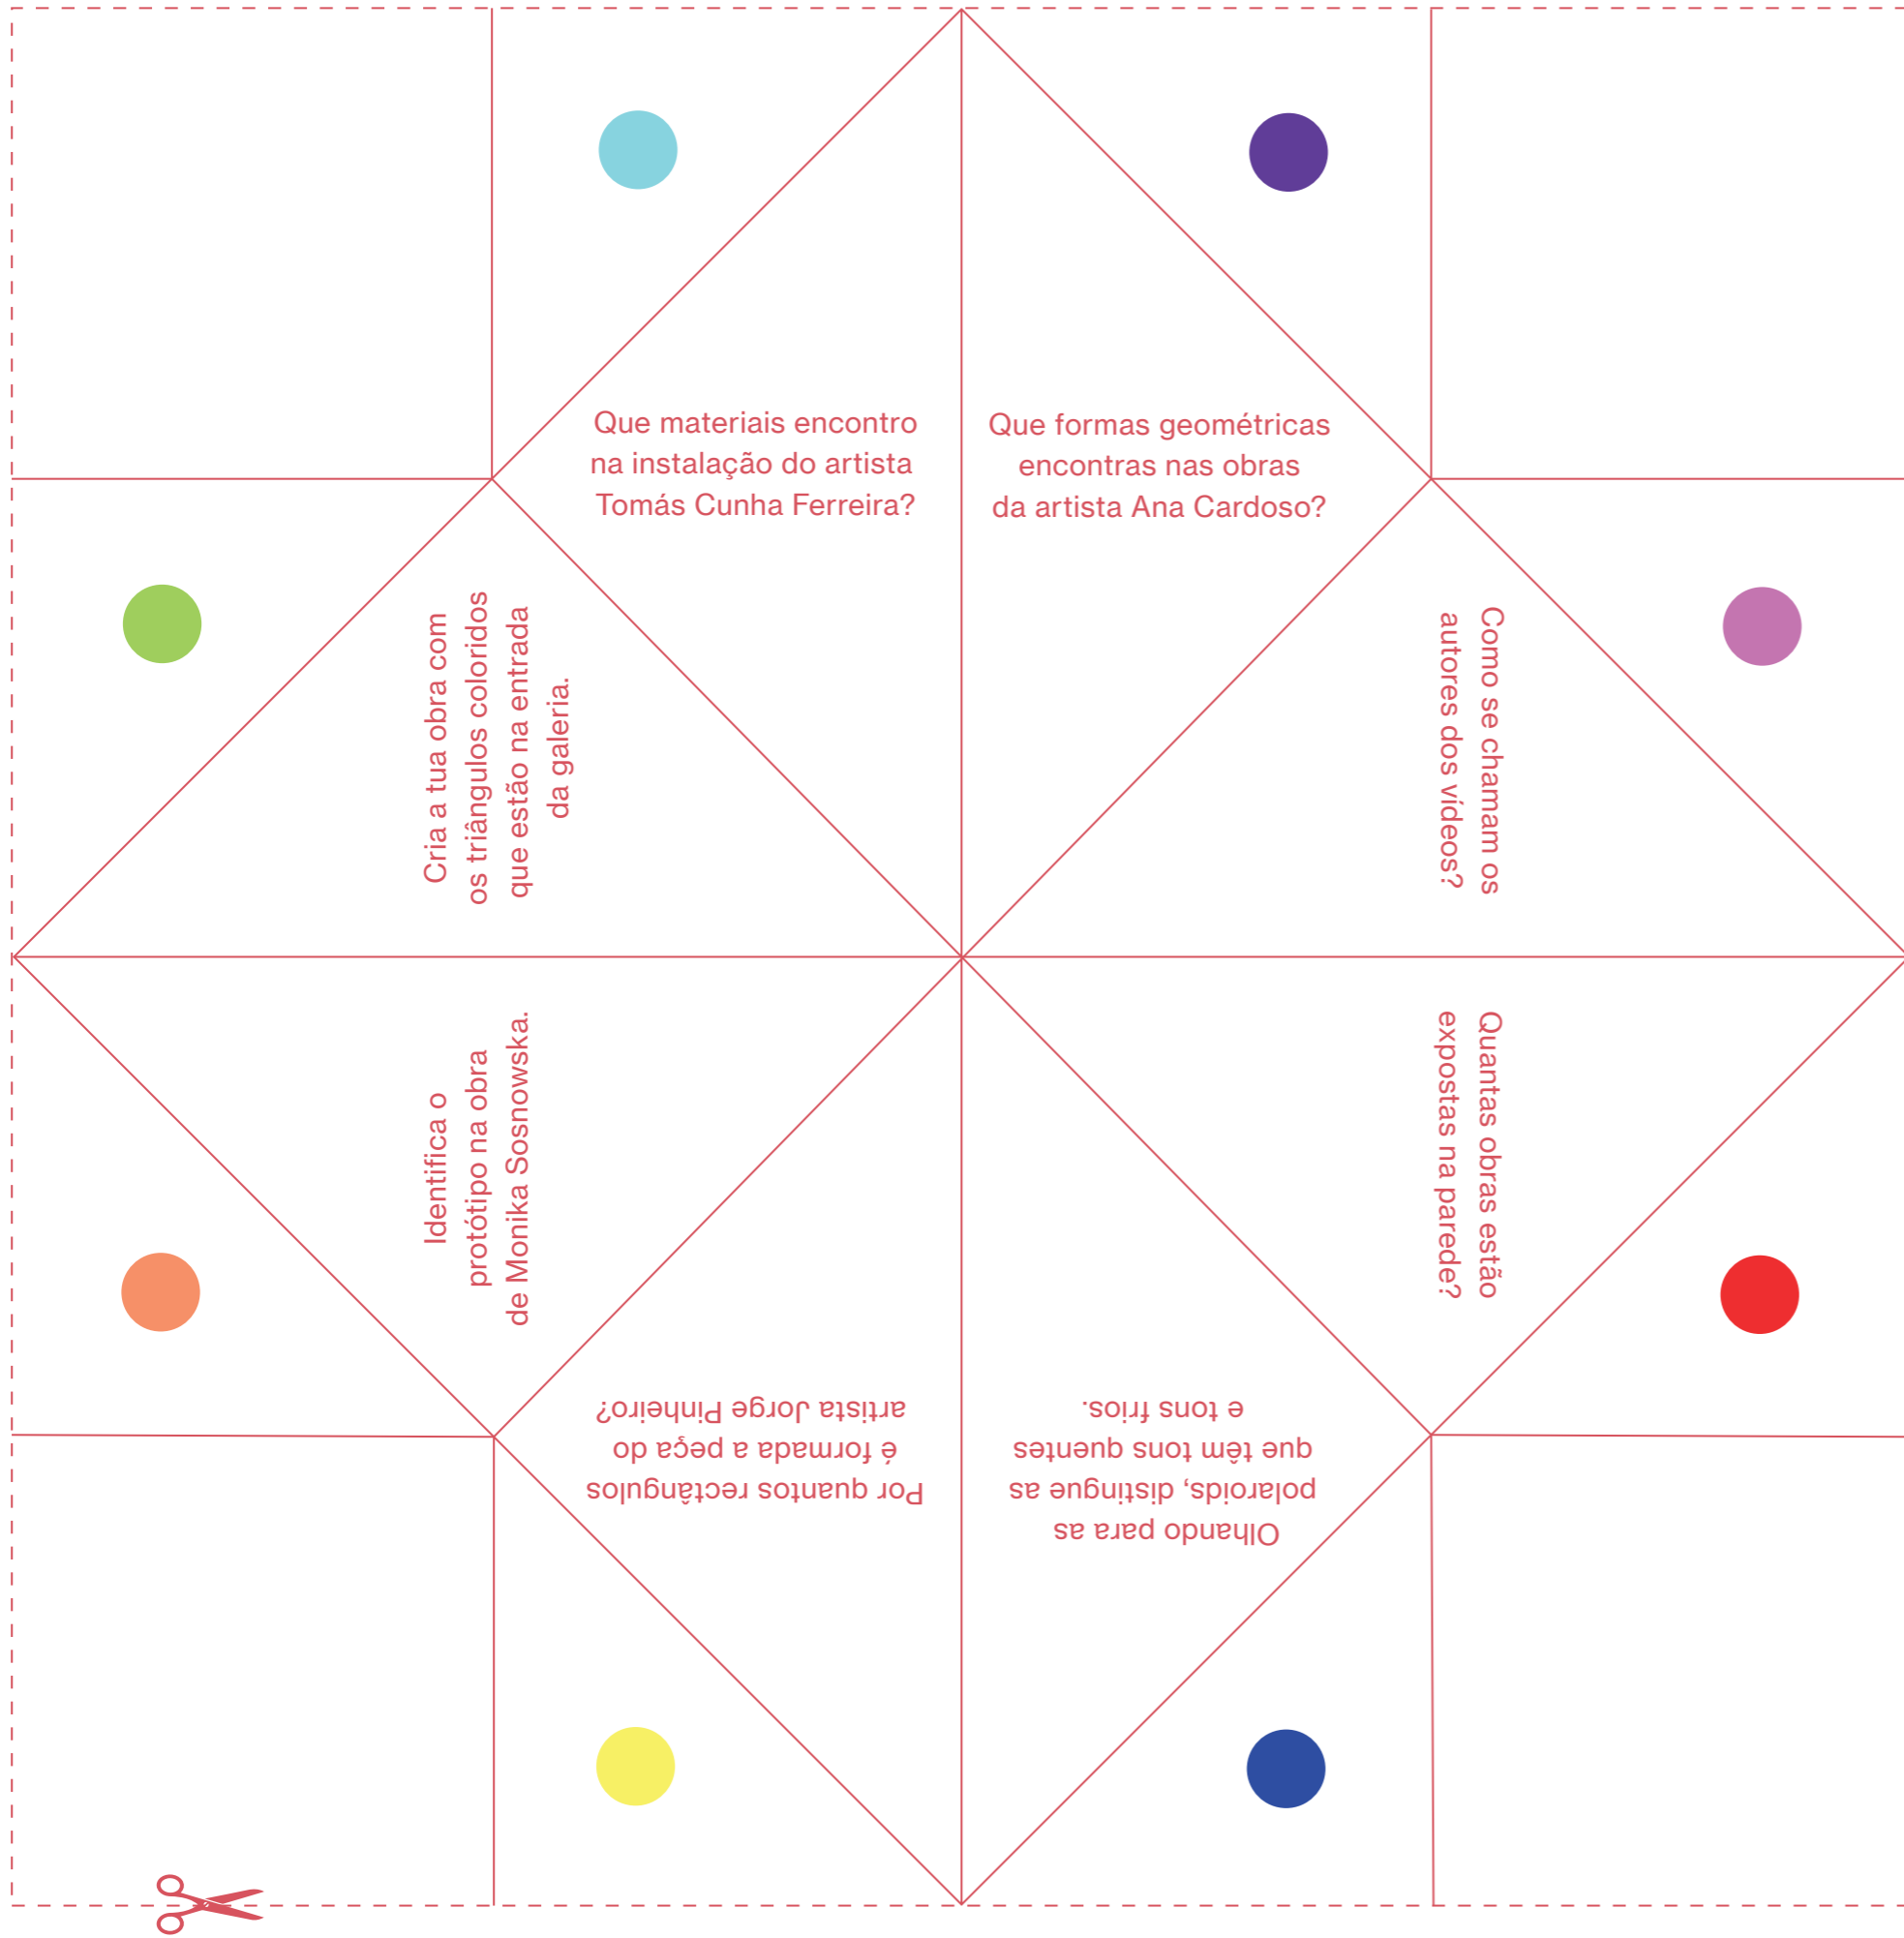 Que materiais encontro
na instalação do artista
Tomás Cunha Ferreira?
Que formas geométricas
encontras nas obras
da artista Ana Cardoso?
Cria a tua obra com
os triângulos coloridos
que estão na entrada
da galeria.
Como se chamam os
autores dos vídeos?
Identifica o
protótipo na obra
de Monika Sosnowska.
Quantas obras estão
expostas na parede?
Por quantos rectângulos
é formada a peça do
artista Jorge Pinheiro?
Olhando para as
polaroids, distingue as
que têm tons quentes
e tons frios.